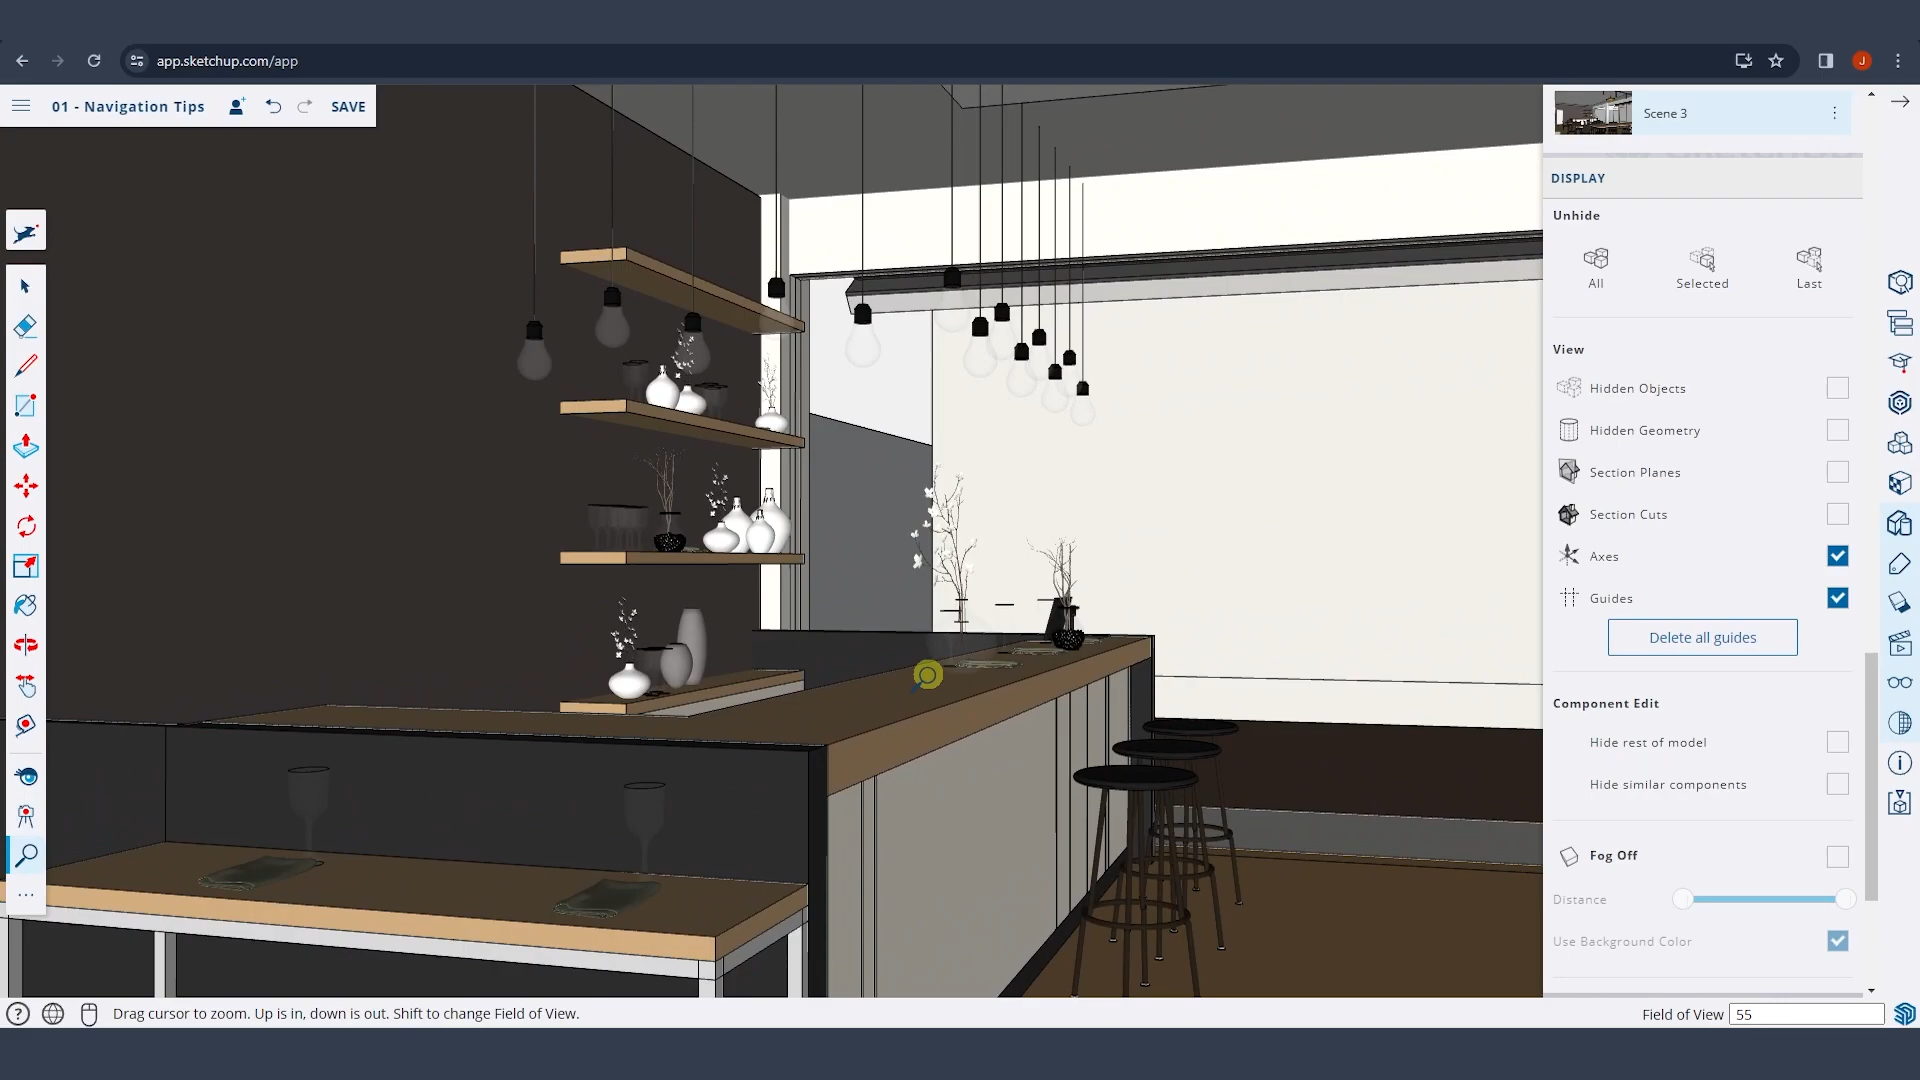 app.sketchup.com/app
01 - Navigation Tips
SAVE
Scene 3
DISPLAY
Unhide
All
Selected
Last
View
Hidden Objects
Hidden Geometry
Section Planes
Section Cuts
Axes
Guides
Delete all guides
Component Edit
Hide rest of model
Hide similar components
Fog Off
Distance
Use Background Color
Drag cursor to zoom. Up is in, down is out. Shift to change Field of View.
Field of View 55
J